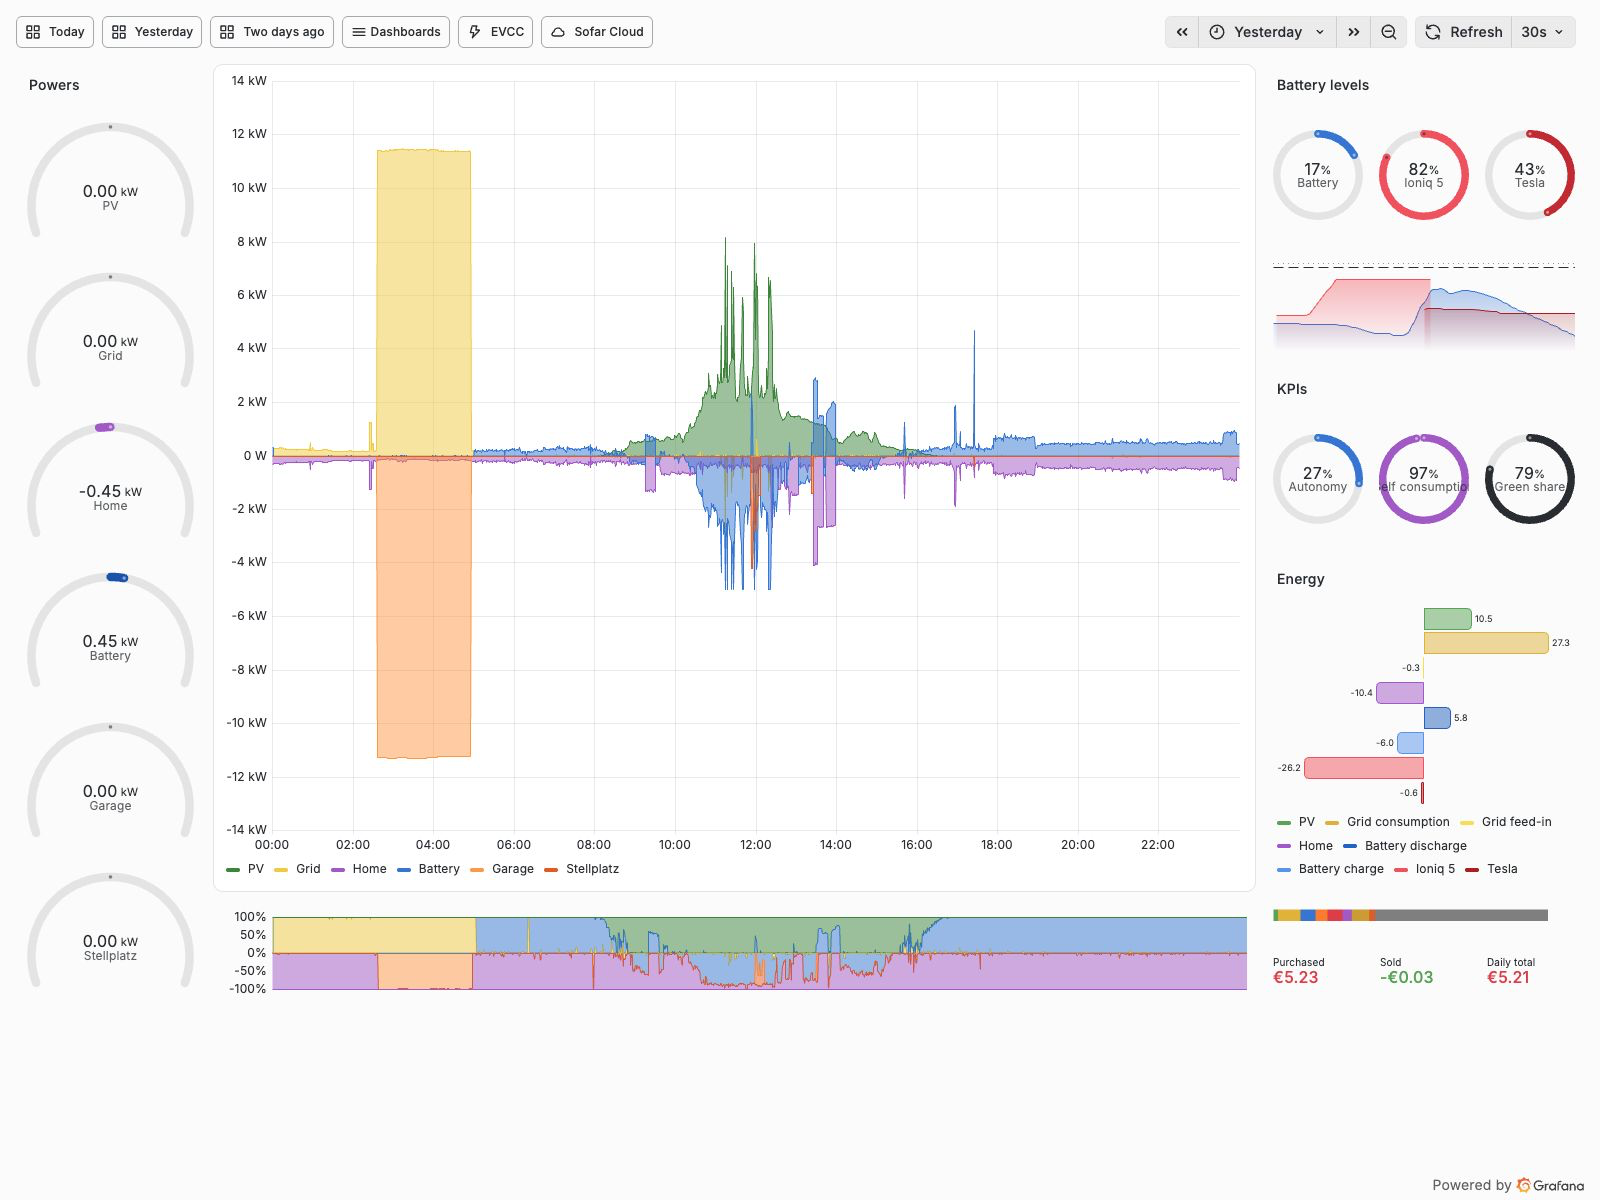 Today
Yesterday
Two days ago
Dashboards
EVCC
Sofar Cloud
Yesterday
Refresh
30s
Powers
0.00 kW
PV
0.00 kW
Grid
-0.45 kW
Home
0.45 kW
Battery
0.00 kW
Garage
0.00 kW
Stellplatz
14 kW
12 kW
10 kW
8 kW
6 kW
4 kW
2 kW
0 W
-2 kW
-4 kW
-6 kW
-8 kW
-10 kW
-12 kW
-14 kW
00:00 02:00 04:00 06:00 08:00 10:00 12:00 14:00 16:00 18:00 20:00 22:00
PV Grid Home Battery Garage Stellplatz
100%
50%
0%
-50%
-100%
Battery levels
17% 82% 43%
Battery Ioniq 5 Tesla
KPIs
27% 97% 79%
Autonomy elf consumptio Green share
Energy
10.5
27.3
-0.3
-10.4
5.8
-6.0
-26.2
-0.6
PV Grid consumption Grid feed-in
Home Battery discharge
Battery charge Ioniq 5 Tesla
Purchased Sold Daily total
€5.23 -€0.03 €5.21
Powered by Grafana